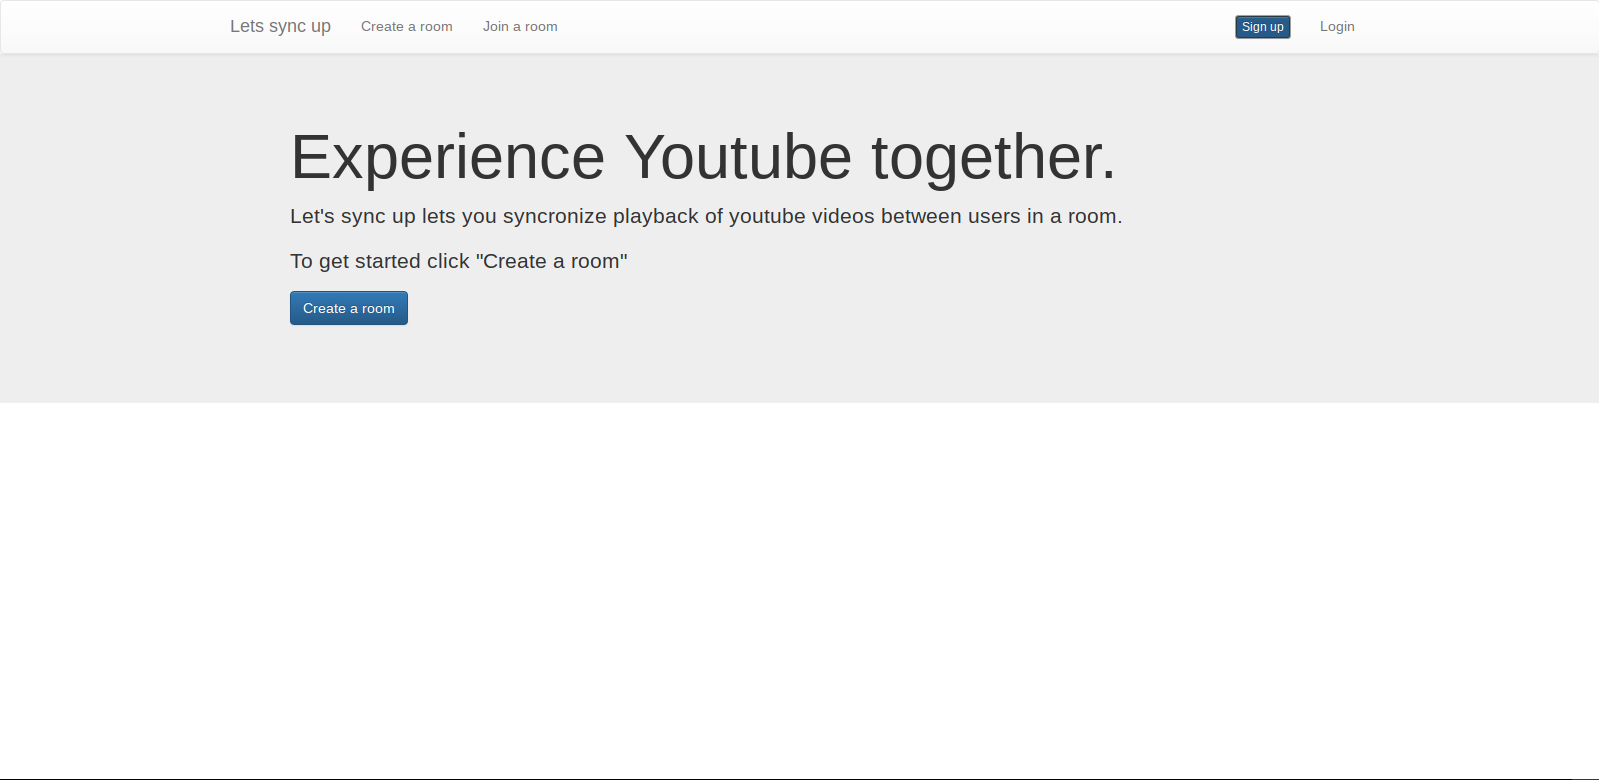 Lets sync up
Create a room
Join a room
Sign up
Login
Experience Youtube together.
Let's sync up lets you syncronize playback of youtube videos between users in a room.
To get started click "Create a room"
Create a room